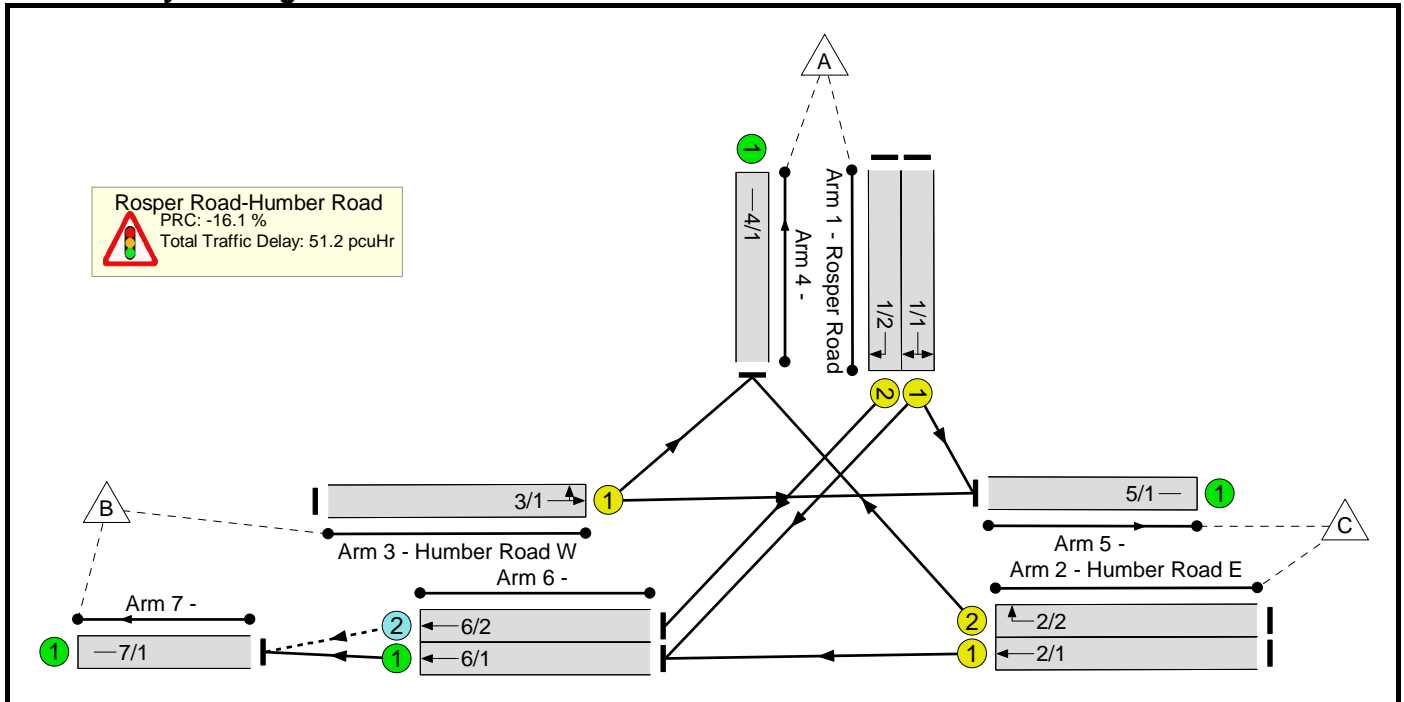 A
1
4/1
Arm 4 -
Arm 1 - Rosper Road
1/2
1/1
2
1
Rosper Road-Humber Road
PRC: -16.1 %
Total Traffic Delay: 51.2 pcuHr
B
3/1
1
Arm 3 - Humber Road W
5/1
1
C
Arm 5 -
Arm 2 - Humber Road E
Arm 6 -
Arm 7 -
1
7/1
2
6/2
1
6/1
2
2/2
1
2/1